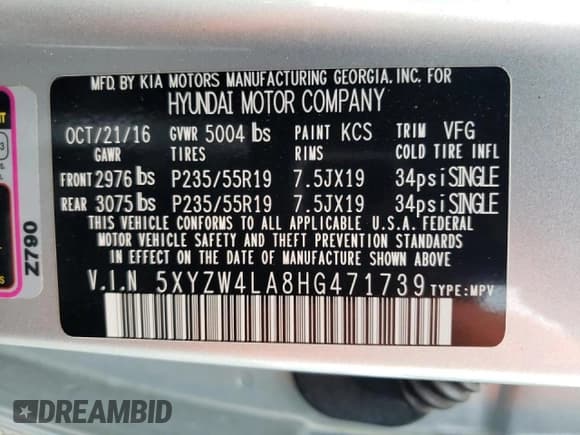 MFD. BY KIA MOTORS MANUFACTURING GEORGIA, INC. FOR
HYUNDAI MOTOR COMPANY
OCT/21/16 GVWR 5004 lbs PAINT KCS TRIM VFG
GAWR TIRES RIMS COLD TIRE INFL
FRONT 2976 lbs P235/55R19 7.5JX19 34psi SINGLE
REAR 3075 lbs P235/55R19 7.5JX19 34psi SINGLE
THIS VEHICLE CONFORMS TO ALL APPLICABLE U.S.A. FEDERAL
MOTOR VEHICLE SAFETY AND THEFT PREVENTION STANDARDS
IN EFFECT ON THE DATE OF MANUFACTURE SHOWN ABOVE.
V.I.N 5XYZW4LA8HG471739 TYPE:MPV
Z790
DREAMBID